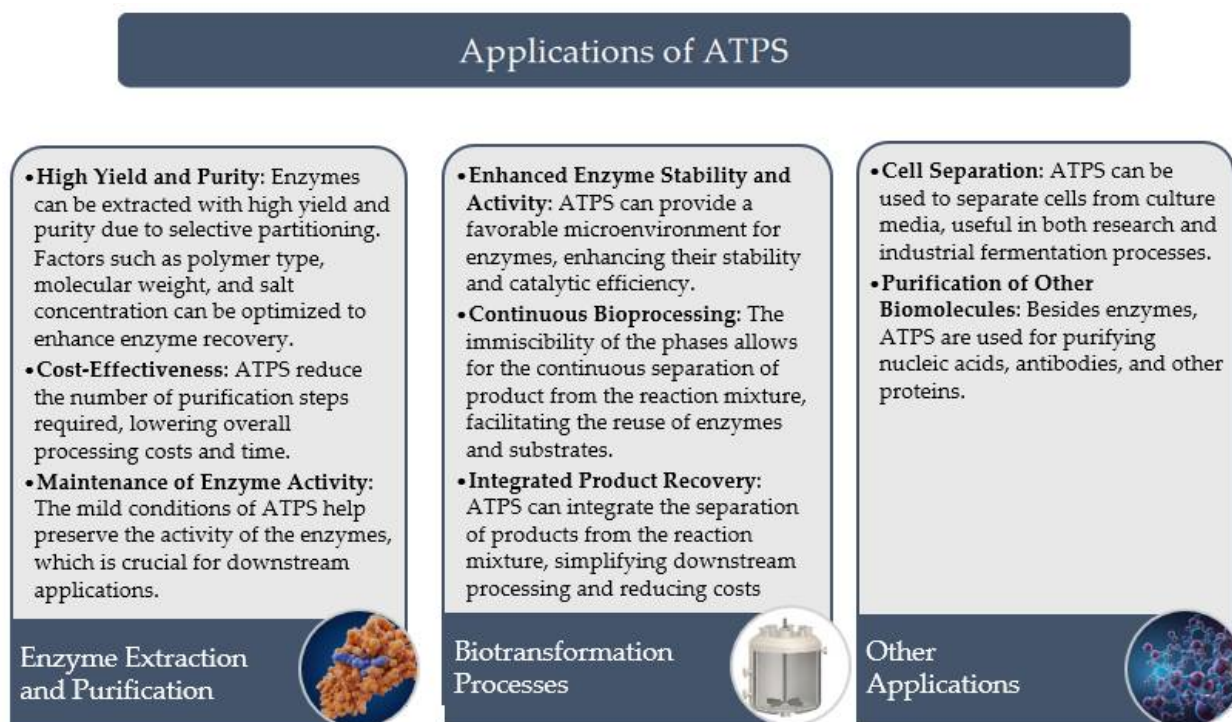 Applications of ATPS
•High Yield and Purity: Enzymes
can be extracted with high yield and
purity due to selective partitioning.
Factors such as polymer type,
molecular weight, and salt
concentration can be optimized to
enhance enzyme recovery.
•Cost-Effectiveness: ATPS reduce
the number of purification steps
required, lowering overall
processing costs and time.
•Maintenance of Enzyme Activity:
The mild conditions of ATPS help
preserve the activity of the enzymes,
which is crucial for downstream
applications.
Enzyme Extraction
and Purification
•Enhanced Enzyme Stability and
Activity: ATPS can provide a
favorable microenvironment for
enzymes, enhancing their stability
and catalytic efficiency.
•Continuous Bioprocessing: The
immiscibility of the phases allows
for the continuous separation of
product from the reaction mixture,
facilitating the reuse of enzymes
and substrates.
•Integrated Product Recovery:
ATPS can integrate the separation
of products from the reaction
mixture, simplifying downstream
processing and reducing costs
Biotransformation
Processes
•Cell Separation: ATPS can be
used to separate cells from culture
media, useful in both research and
industrial fermentation processes.
•Purification of Other
Biomolecules: Besides enzymes,
ATPS are used for purifying
nucleic acids, antibodies, and other
proteins.
Other
Applications